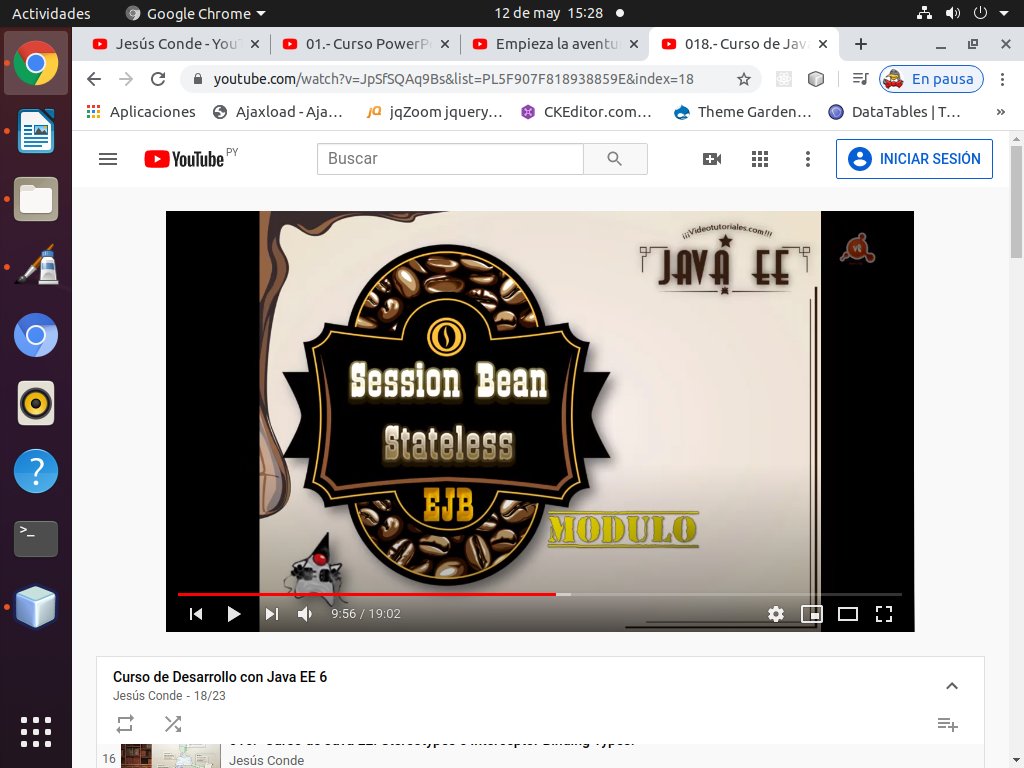 Actividades
Google Chrome
12 de may 15:28
Jesús Conde - You
01.- Curso PowerP
Empieza la aventu
018.- Curso de Jav
youtube.com/watch?v=JpSfSQAq9Bs&list=PL5F907F818938859E&index=18
En pausa
Aplicaciones
Ajaxload - Aja...
jqZoom jquery...
CKEditor.com...
Theme Garden...
DataTables | T...
»
YouTube PY
Buscar
INICIAR SESIÓN
¡¡¡Videotutoriales.com!!!
JAVA EE
Session Bean
Stateless
EJB
MODULO
9:56 / 19:02
Curso de Desarrollo con Java EE 6
Jesús Conde - 18/23
16
Jesús Conde